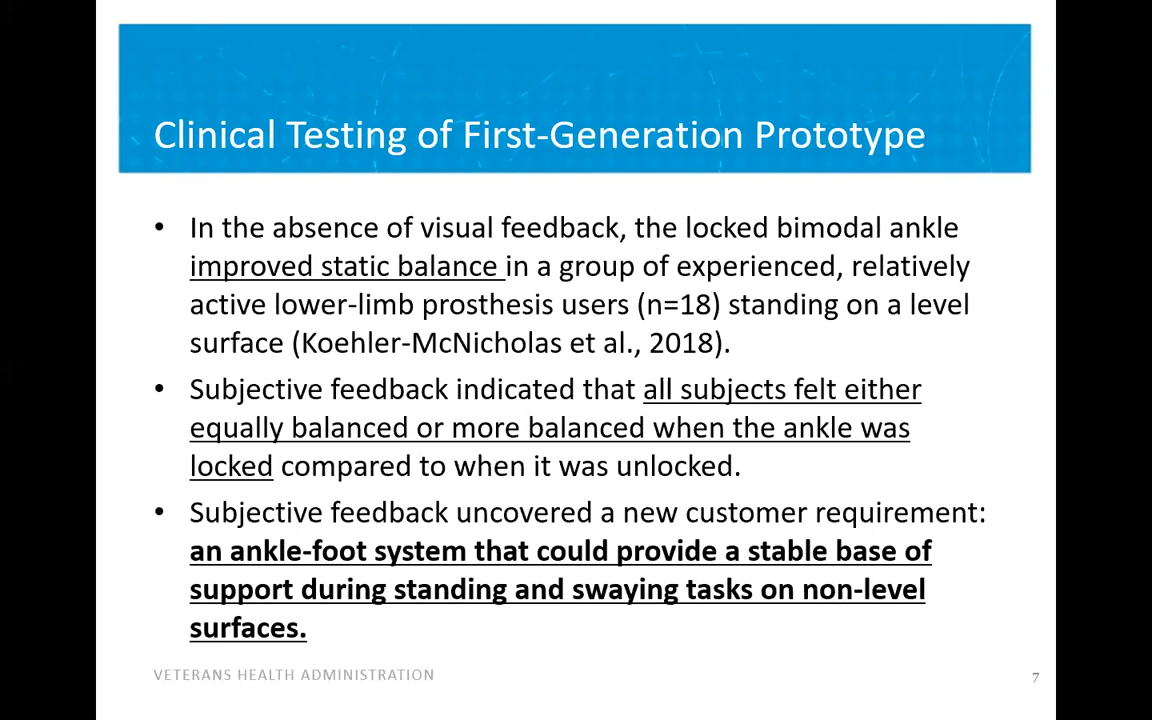 Clinical Testing of First-Generation Prototype
• In the absence of visual feedback, the locked bimodal ankle
improved static balance in a group of experienced, relatively
active lower-limb prosthesis users (n=18) standing on a level
surface (Koehler-McNicholas et al., 2018).
• Subjective feedback indicated that all subjects felt either
equally balanced or more balanced when the ankle was
locked compared to when it was unlocked.
• Subjective feedback uncovered a new customer requirement:
an ankle-foot system that could provide a stable base of
support during standing and swaying tasks on non-level
surfaces.
VETERANS HEALTH ADMINISTRATION
7